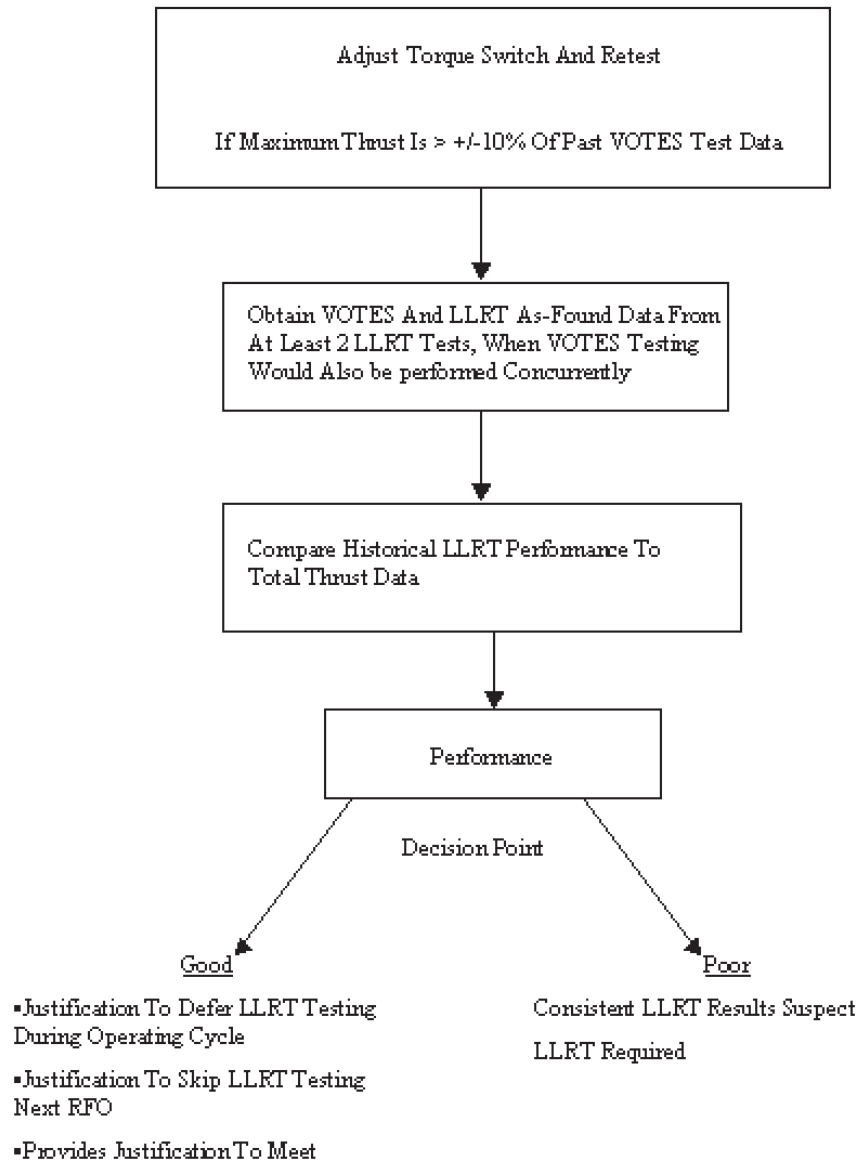 Adjust Torque Switch And Retest
If Maximum Thrust Is > +/-10% Of Past VOTES Test Data
Obtain VOTES And LLRT As-Found Data From
At Least 2 LLRT Tests, When VOTES Testing
Would Also be performed Concurrently
Compare Historical LLRT Performance To
Total Thrust Data
Performance
Decision Point
Good
▪Justification To Defer LLRT Testing
During Operating Cycle
▪Justification To Skip LLRT Testing
Next RFO
▪Provides Justification To Meet
Poor
Consistent LLRT Results Suspect
LLRT Required